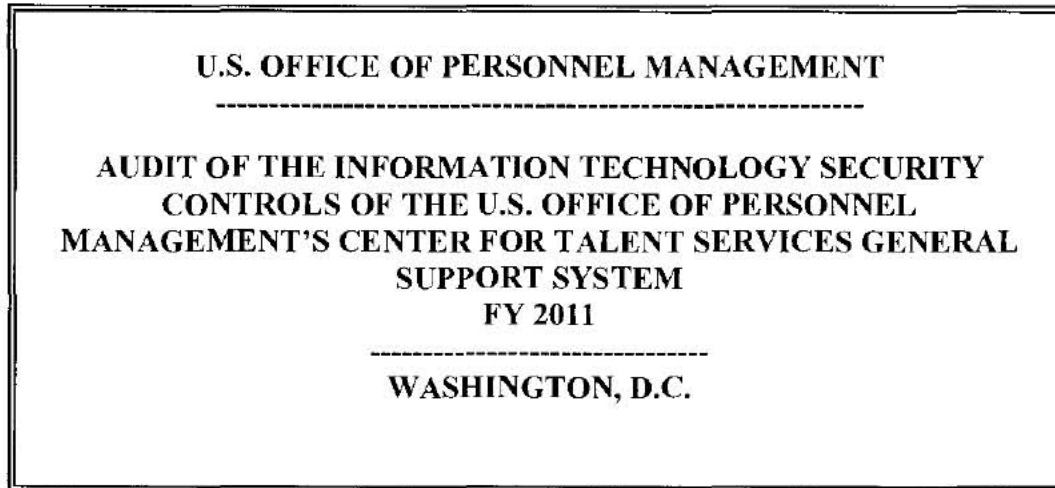 U.S. OFFICE OF PERSONNEL MANAGEMENT
--------------------------------------------------------------
AUDIT OF THE INFORMATION TECHNOLOGY SECURITY
CONTROLS OF THE U.S. OFFICE OF PERSONNEL
MANAGEMENT'S CENTER FOR TALENT SERVICES GENERAL
SUPPORT SYSTEM
FY 2011
--------------------------------
WASHINGTON, D.C.